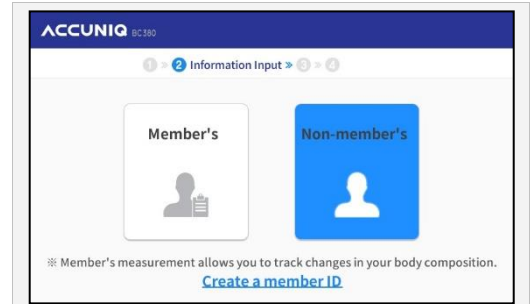 ACCUNIQ BC380
1 » 2 Information Input » 3 » 4
Member's
Non-member's
※ Member's measurement allows you to track changes in your body composition.
Create a member ID